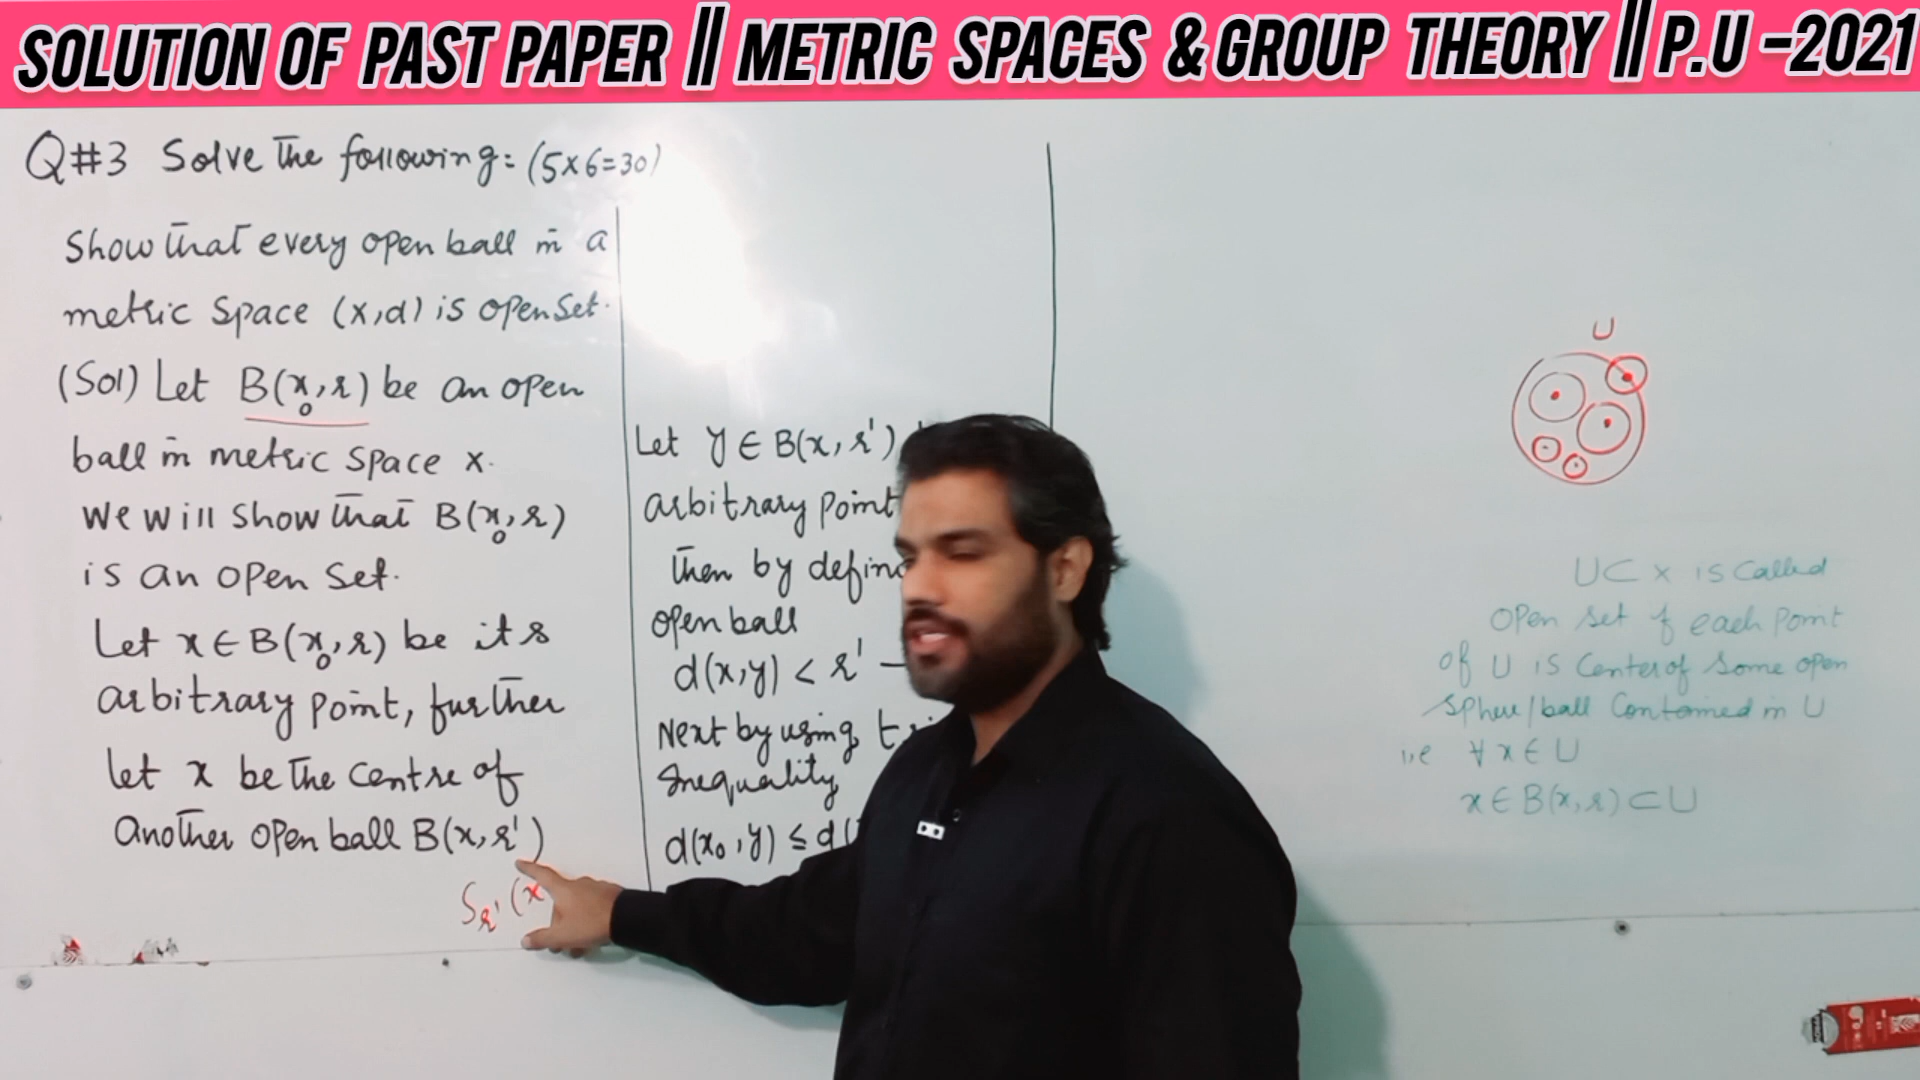 SOLUTION OF PAST PAPER || METRIC SPACES & GROUP THEORY || P.U -2021
Q#3 Solve the following: (5x6=30)
Show that every open ball in a
metric space (X,d) is open set.
(Sol) Let B(x₀,r) be an open
ball in metric space X.
we will show that B(x₀,r)
is an open set.
Let x ∈ B(x₀,r) be its
arbitrary point, further
let x be the centre of
Another open ball B(x,r')
Sr'(x
Let y ∈ B(x,r')
arbitrary point
then by
open ball
d(x,y) < r' —
Next by using
Inequality
d(x₀,y) ≤ d(
U
U⊂X is called
open set if each point
of U is center of some open
sphere/ball contained in U
i.e ∀ x ∈ U
x ∈ B(x,r) ⊂ U